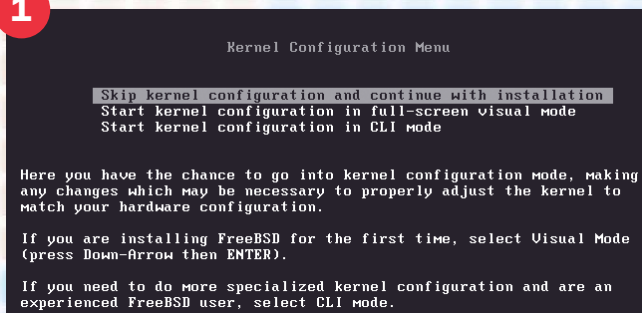 1
Kernel Configuration Menu
Skip kernel configuration and continue with installation
Start kernel configuration in full-screen visual mode
Start kernel configuration in CLI mode
Here you have the chance to go into kernel configuration mode, making
any changes which may be necessary to properly adjust the kernel to
match your hardware configuration.
If you are installing FreeBSD for the first time, select Visual Mode
(press Down-Arrow then ENTER).
If you need to do more specialized kernel configuration and are an
experienced FreeBSD user, select CLI mode.